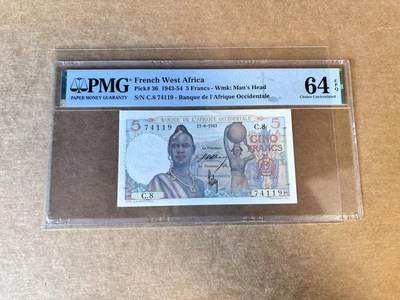 PMG
PAPER MONEY GUARANTY
French West Africa
Pick# 36 1943-54 5 Francs - Wmk: Man's Head
S/N C.8 74119 - Banque de l'Afrique Occidentale
64 EPQ
Choice Uncirculated
BANQUE DE L'AFRIQUE OCCIDENTALE
5
74119
C.8
5
CINQ
FRANCS
C.8
74119